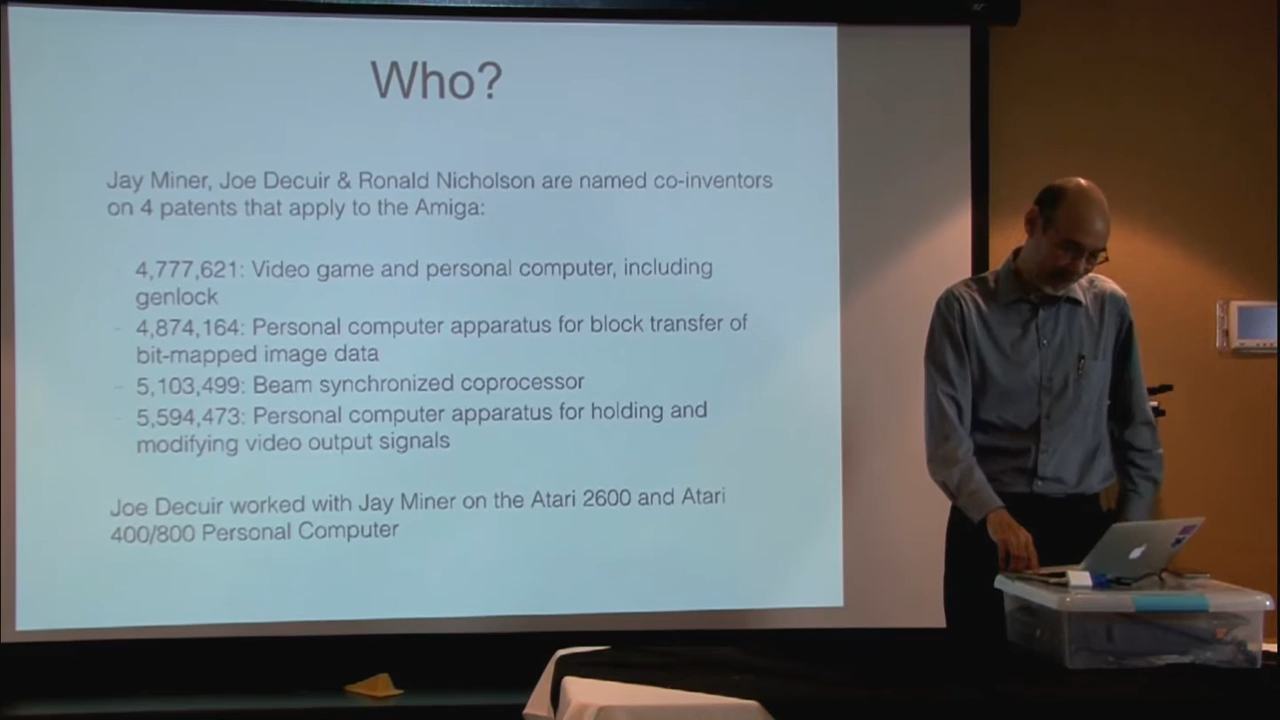 Who?
Jay Miner, Joe Decuir & Ronald Nicholson are named co-inventors
on 4 patents that apply to the Amiga:
4,777,621: Video game and personal computer, including
genlock
- 4,874,164: Personal computer apparatus for block transfer of
bit-mapped image data
- 5,103,499: Beam synchronized coprocessor
- 5,594,473: Personal computer apparatus for holding and
modifying video output signals
Joe Decuir worked with Jay Miner on the Atari 2600 and Atari
400/800 Personal Computer